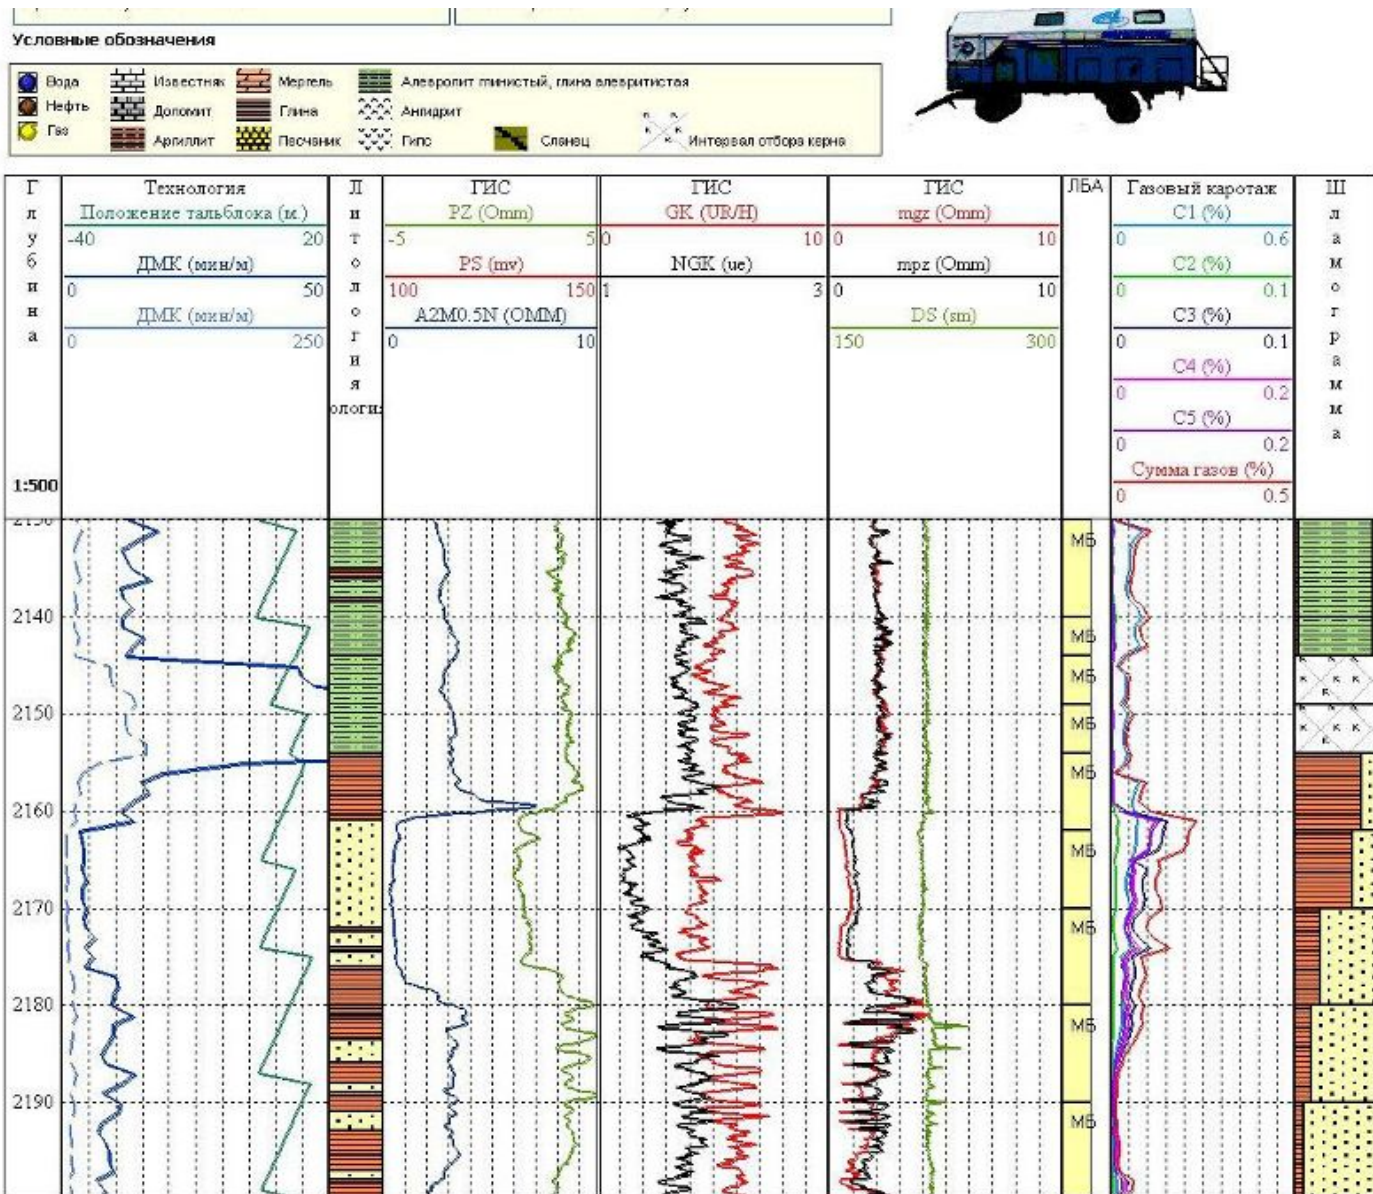 Условные обозначения
Вода Известняк Мергель Алевролит глинистый, глина алевритистая
Нефть Доломит Глина Ангидрит
Газ Аргиллит Песчаник Гипс Сланец Интервал отбора керна
Глубина
1:500
Технология
Положение тальблока (м.)
-40 20
ДМК (мин/м)
0 50
ДМК (мин/м)
0 250
Литология
ологи
ГИС
PZ (Omm)
-5 5
PS (mv)
100 150
A2M0.5N (OMM)
0 10
ГИС
GK (UR/H)
0 10
NGK (ue)
1 3
ГИС
mgz (Omm)
0 10
mpz (Omm)
0 10
DS (sm)
150 300
ЛБА
Газовый каротаж
C1 (%)
0 0.6
C2 (%)
0 0.1
C3 (%)
0 0.1
C4 (%)
0 0.2
C5 (%)
0 0.2
Сумма газов (%)
0 0.5
Шламограмма
МБ
2140
МБ
МБ
2150
МБ
МБ
2160
МБ
2170
МБ
2180
МБ
2190
МБ